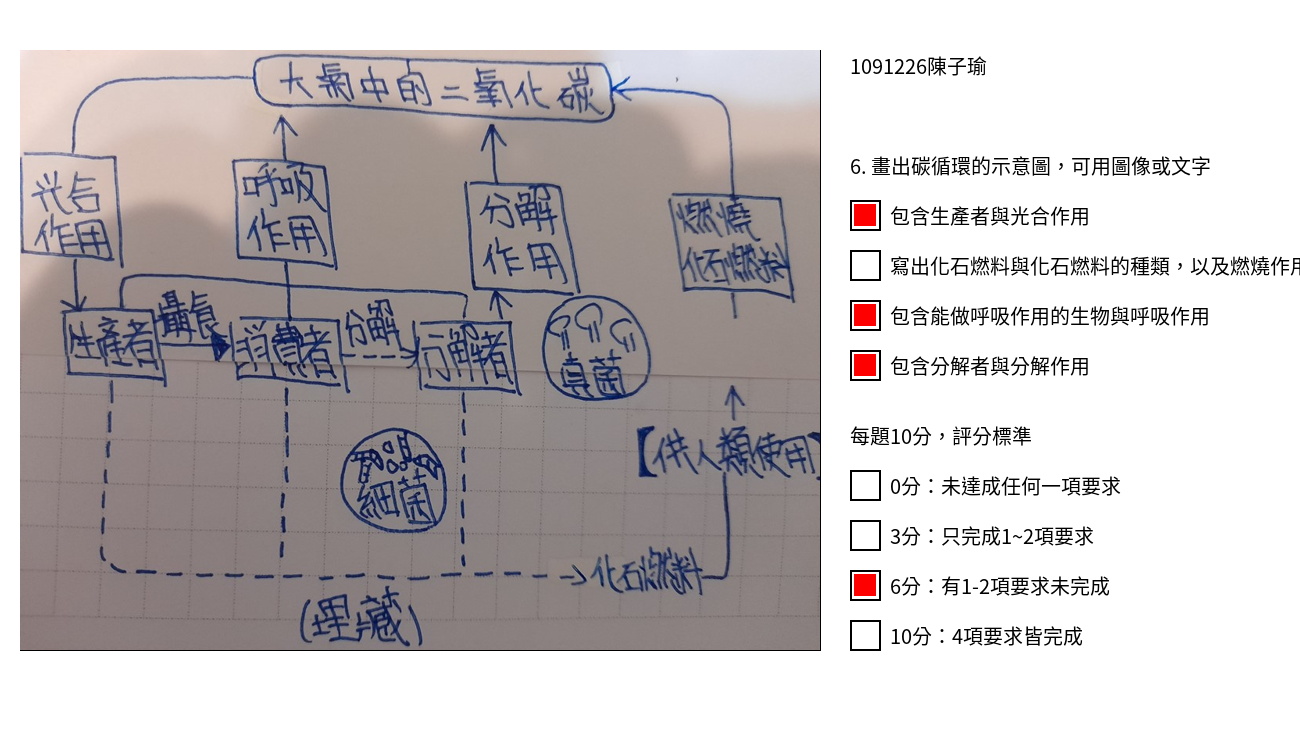 大氣中的二氧化碳
光合
作用
呼吸
作用
分解
作用
燃燒
化石燃料
生產者
攝食
消費者
分解
分解者
真菌
細菌
【供人類使用】
化石燃料
(埋藏)
1091226陳子瑜
6. 畫出碳循環的示意圖，可用圖像或文字
包含生產者與光合作用
寫出化石燃料與化石燃料的種類，以及燃燒作用
包含能做呼吸作用的生物與呼吸作用
包含分解者與分解作用
每題10分，評分標準
0分：未達成任何一項要求
3分：只完成1~2項要求
6分：有1-2項要求未完成
10分：4項要求皆完成